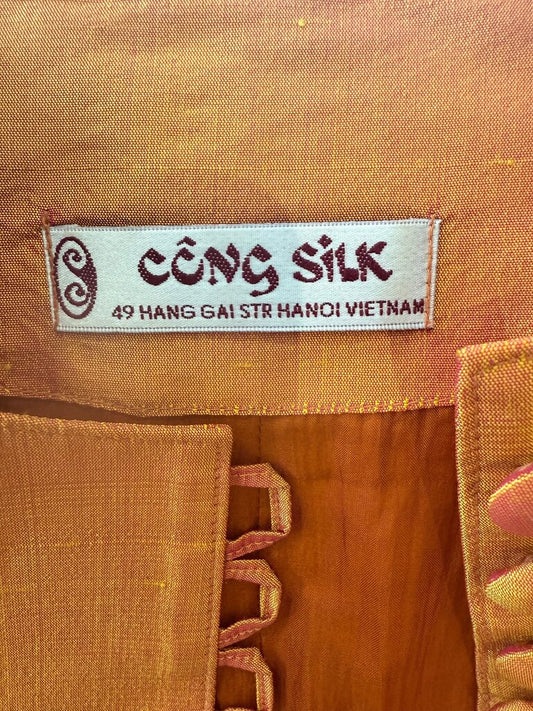 CÔNG SiLK
49 HANG GAI STR HANOI VIETNAM